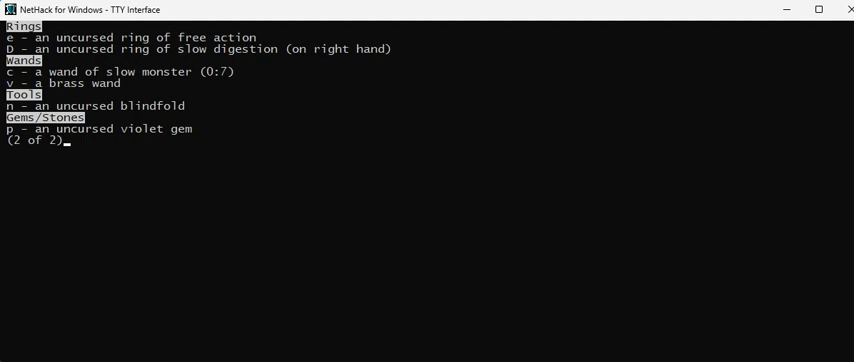 NetHack for Windows - TTY Interface
Rings
e - an uncursed ring of free action
D - an uncursed ring of slow digestion (on right hand)
Wands
c - a wand of slow monster (0:7)
v - a brass wand
Tools
n - an uncursed blindfold
Gems/Stones
p - an uncursed violet gem
(2 of 2)